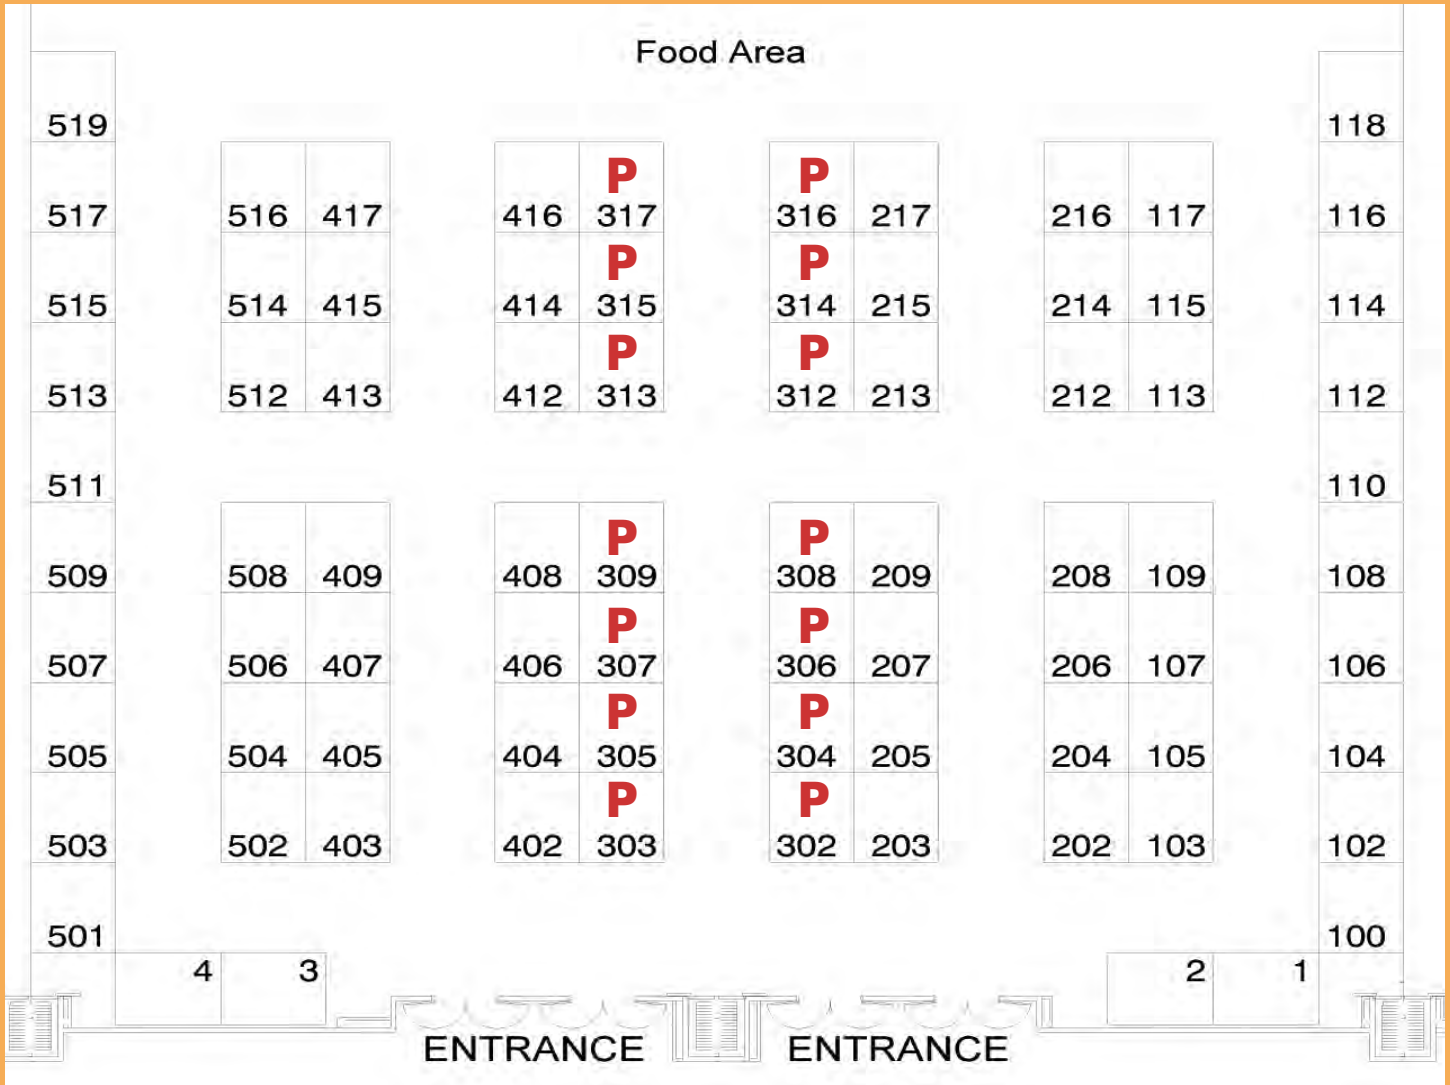 Food Area
519 118
P P
517 516 417 416 317 316 217 216 117 116
P P
515 514 415 414 315 314 215 214 115 114
P P
513 512 413 412 313 312 213 212 113 112
511 110
P P
509 508 409 408 309 308 209 208 109 108
P P
507 506 407 406 307 306 207 206 107 106
P P
505 504 405 404 305 304 205 204 105 104
P P
503 502 403 402 303 302 203 202 103 102
501 100
4 3 2 1
ENTRANCE ENTRANCE